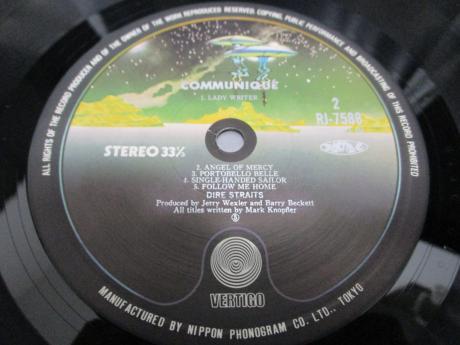 ALL RIGHTS OF THE RECORD PRODUCER AND OF THE OWNER OF THE WORK REPRODUCED RESERVED. COPYING, PUBLIC PERFORMANCE AND BROADCASTING OF THIS RECORD PROHIBITED
COMMUNIQUÉ
1. LADY WRITER
2
RJ-7588
STEREO 33⅓
2. ANGEL OF MERCY
3. PORTOBELLO BELLE
4. SINGLE-HANDED SAILOR
5. FOLLOW ME HOME
DIRE STRAITS
Produced by Jerry Wexler and Barry Beckett
All titles written by Mark Knopfler
VERTIGO
MANUFACTURED BY NIPPON PHONOGRAM CO. LTD., TOKYO